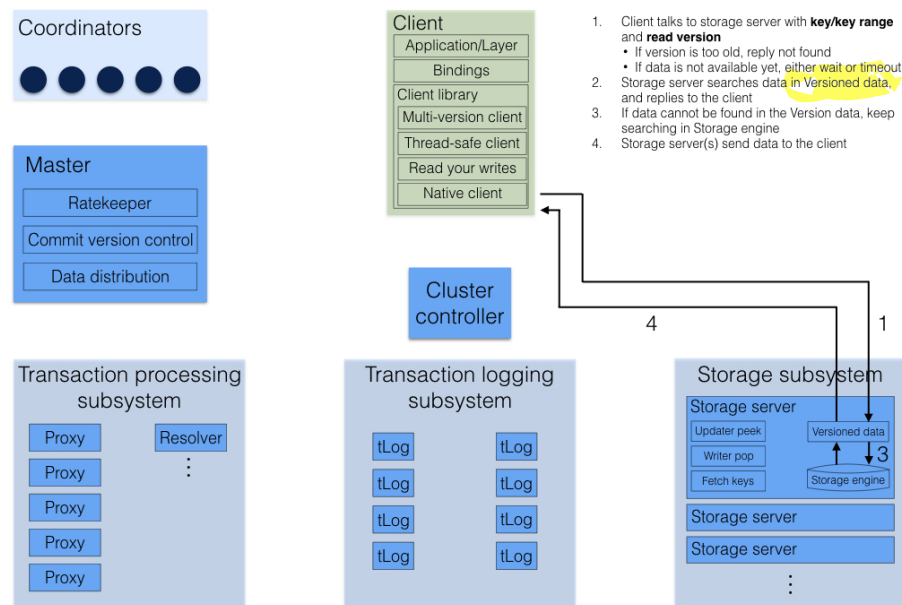 Coordinators
Master
Ratekeeper
Commit version control
Data distribution
Client
Application/Layer
Bindings
Client library
Multi-version client
Thread-safe client
Read your writes
Native client
1. Client talks to storage server with key/key range
and read version
• If version is too old, reply not found
• If data is not available yet, either wait or timeout
2. Storage server searches data in Versioned data,
and replies to the client
3. If data cannot be found in the Version data, keep
searching in Storage engine
4. Storage server(s) send data to the client
Cluster
controller
4
1
Transaction processing
subsystem
Proxy
Resolver
Proxy
Proxy
Proxy
Proxy
Transaction logging
subsystem
tLog
tLog
tLog
tLog
tLog
tLog
tLog
tLog
Storage subsystem
Storage server
Updater peek
Versioned data
Writer pop
3
Fetch keys
Storage engine
Storage server
Storage server